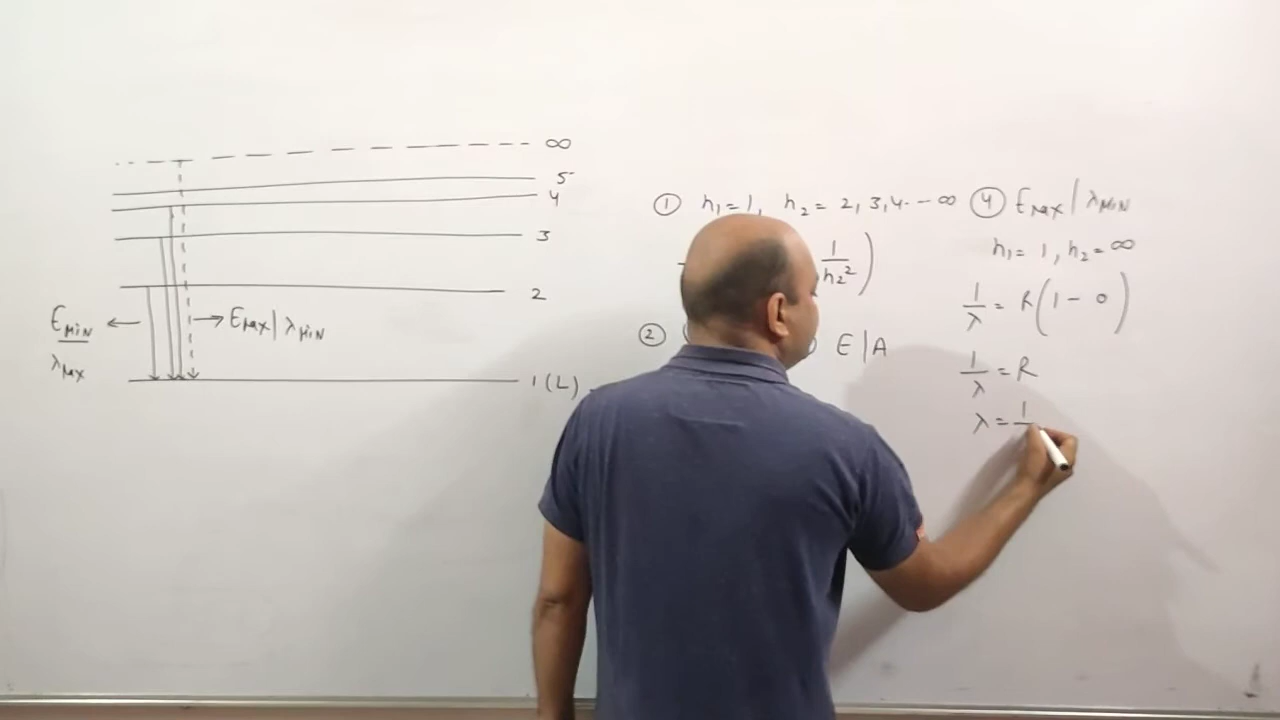 ∞
5
4
3
2
1 (L)
E_MIN ←
λ_MAX
→ E_MAX | λ_MIN
① n₁ = 1, n₂ = 2, 3, 4 . - - ∞
1/n₂² )
②
E | A
④ E_MAX | λ_MIN
n₁ = 1, n₂ = ∞
1/λ = R ( 1 - 0 )
1/λ = R
λ = 1